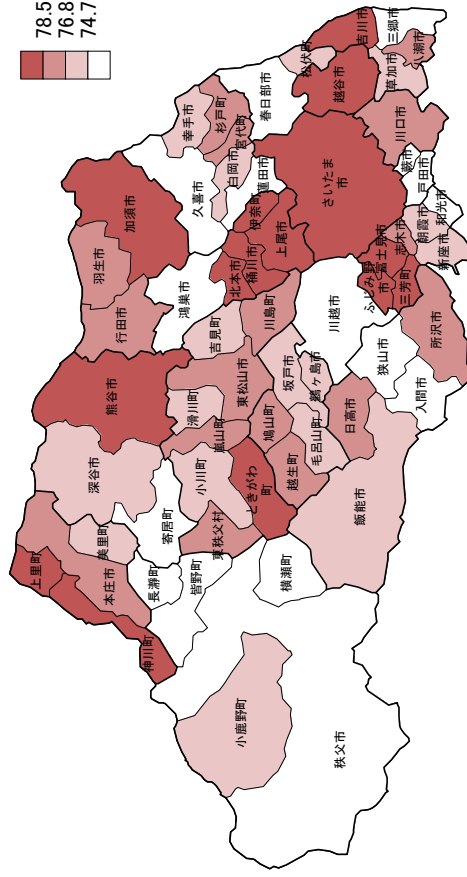 78.5
76.8
74.7
上里町
美里町
深谷市
本庄市
熊谷市
行田市
羽生市
加須市
神川町
長瀞町
寄居町
鴻巣市
滑川町
幸手市
皆野町
久喜市
小川町
東秩父村
吉見町
嵐山町
杉戸町
北本市
白岡市
小鹿野町
東松山市
宮代町
桶川市
伊奈町
ときがわ
町
川島町
蓮田市
春日部市
鳩山町
上尾市
横瀬町
越生町
坂戸市
松伏町
毛呂山町
鶴ヶ島市
さいたま
市
秩父市
川越市
越谷市
日高市
飯能市
吉川市
ふじみ野
市
富士見市
狭山市
三芳町
志木市
川口市
草加市
三郷市
入間市
朝霞市
蕨市
戸田市
八潮市
所沢市
新座市
和光市